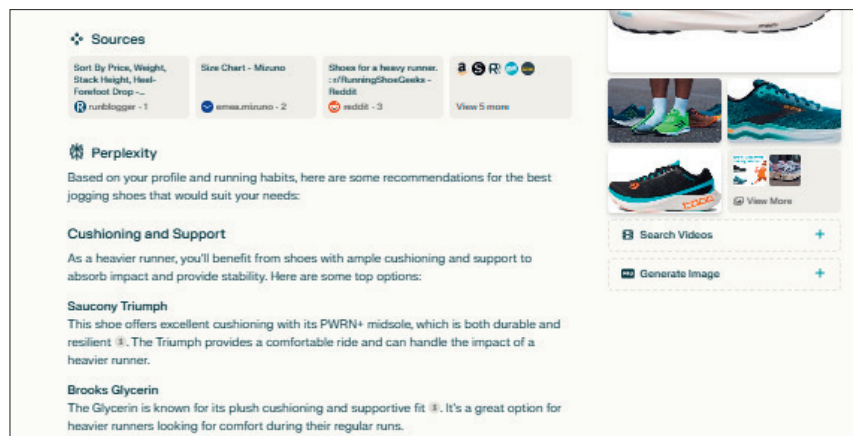 Sources
Sort By Price, Weight,
Stack Height, Heel-
Forefoot Drop -...
runblogger - 1
Size Chart - Mizuno
emea.mizuno - 2
Shoes for a heavy runner.
: r/RunningShoeGeeks -
Reddit
reddit - 3
View 5 more
Perplexity
Based on your profile and running habits, here are some recommendations for the best
jogging shoes that would suit your needs:
Cushioning and Support
As a heavier runner, you'll benefit from shoes with ample cushioning and support to
absorb impact and provide stability. Here are some top options:
Saucony Triumph
This shoe offers excellent cushioning with its PWRN+ midsole, which is both durable and
resilient. The Triumph provides a comfortable ride and can handle the impact of a
heavier runner.
Brooks Glycerin
The Glycerin is known for its plush cushioning and supportive fit. It's a great option for
heavier runners looking for comfort during their regular runs.
View More
Search Videos
Generate Image